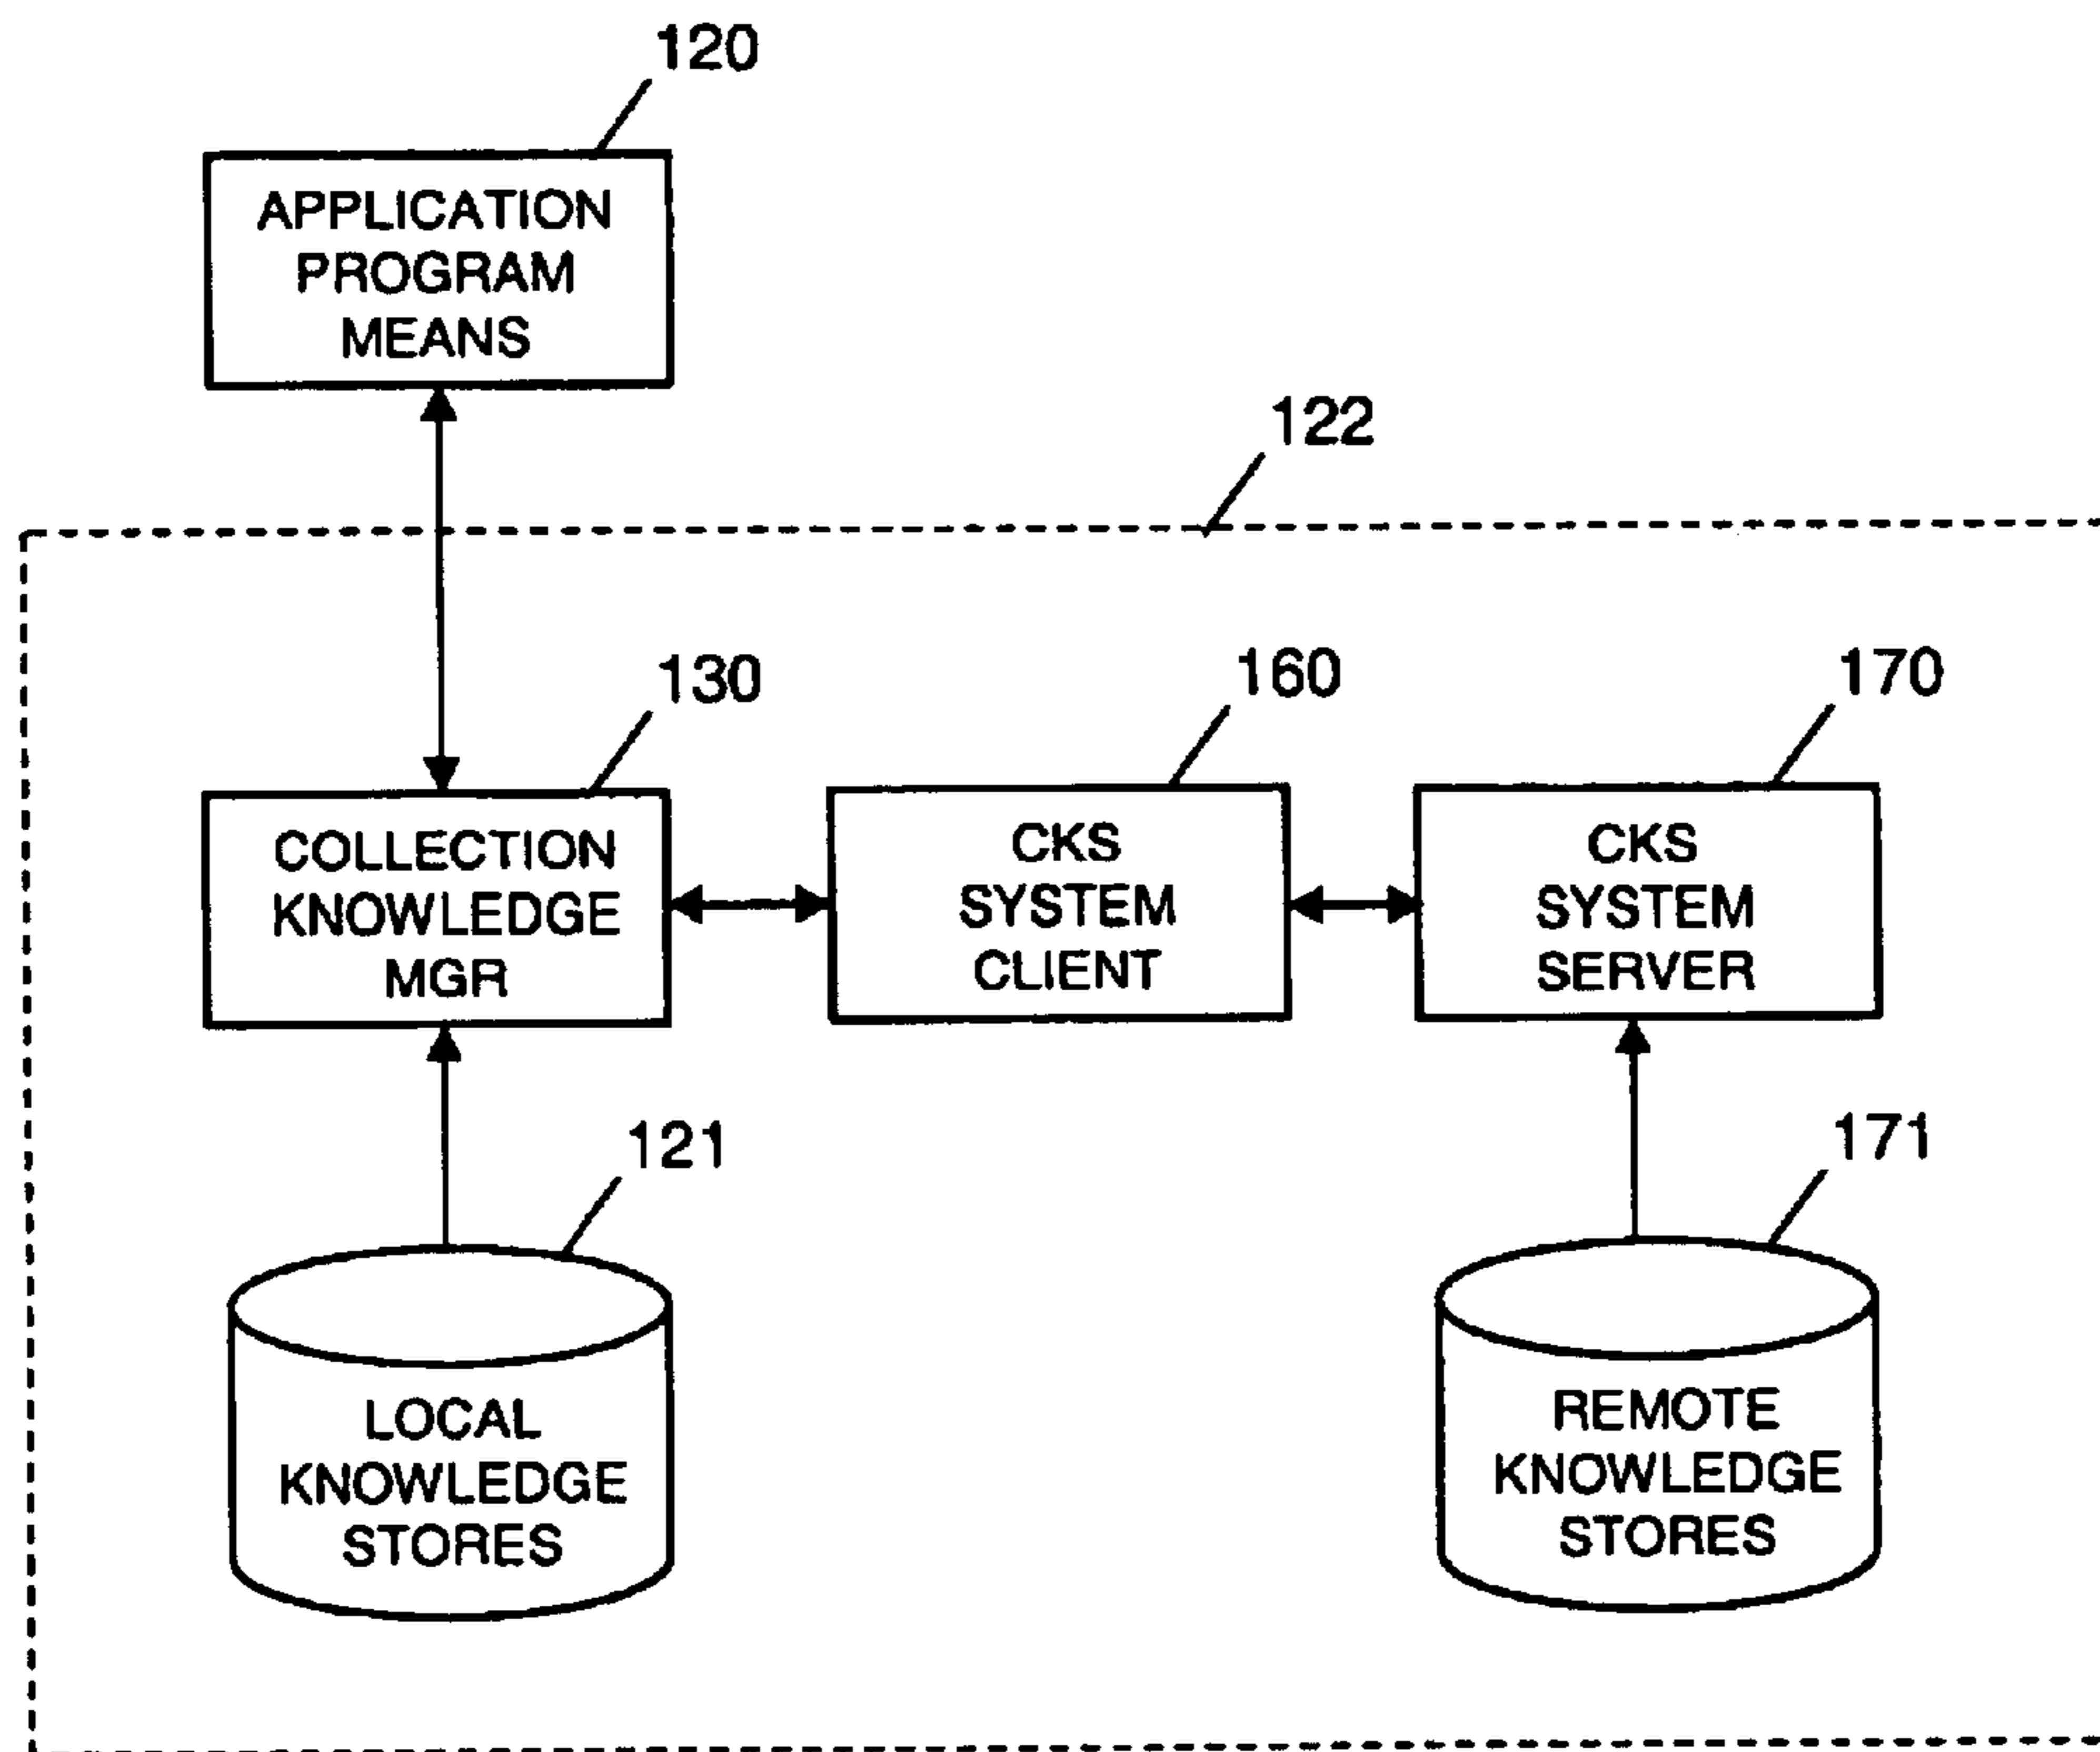 120
APPLICATION
PROGRAM
MEANS
122
130
160
170
COLLECTION
KNOWLEDGE
MGR
CKS
SYSTEM
CLIENT
CKS
SYSTEM
SERVER
121
171
LOCAL
KNOWLEDGE
STORES
REMOTE
KNOWLEDGE
STORES